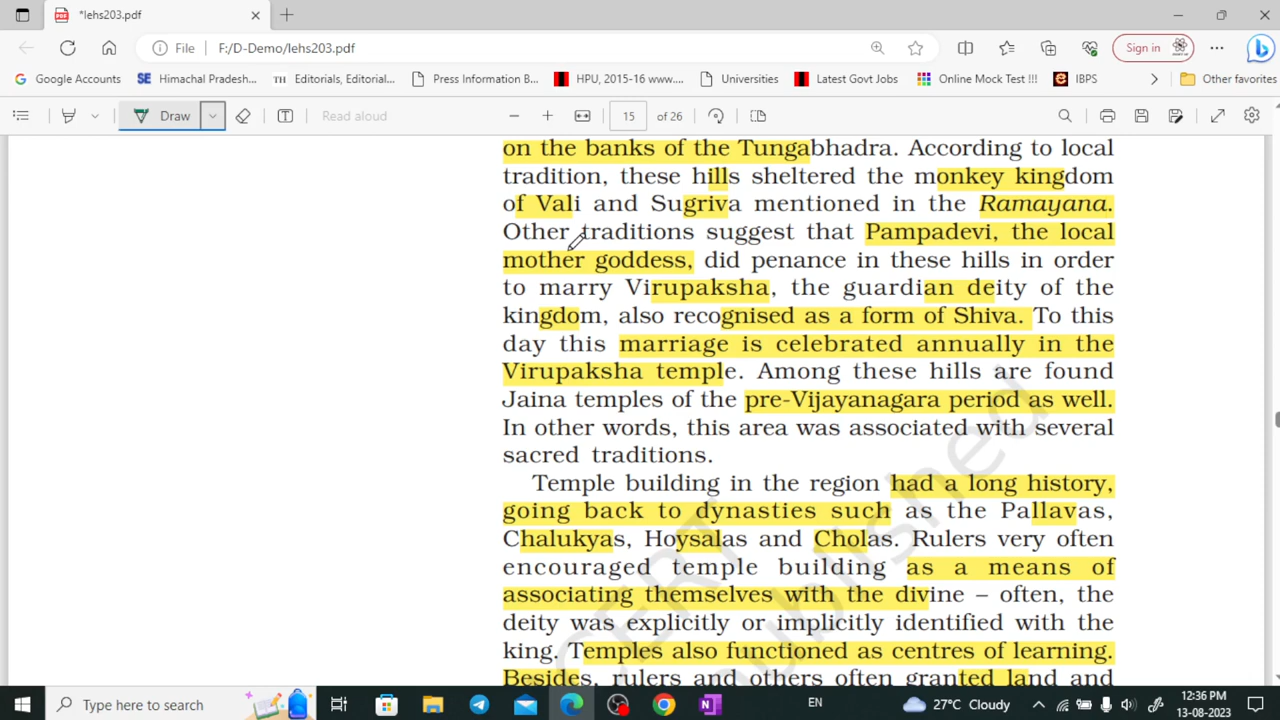 *lehs203.pdf
File F:/D-Demo/lehs203.pdf Sign in
Google Accounts SE Himachal Pradesh... TH Editorials, Editorial... Press Information B... HPU, 2015-16 www.... Universities Latest Govt Jobs Online Mock Test !!! IBPS Other favorites
Draw Read aloud 15 of 26
on the banks of the Tungabhadra. According to local
tradition, these hills sheltered the monkey kingdom
of Vali and Sugriva mentioned in the Ramayana.
Other traditions suggest that Pampadevi, the local
mother goddess, did penance in these hills in order
to marry Virupaksha, the guardian deity of the
kingdom, also recognised as a form of Shiva. To this
day this marriage is celebrated annually in the
Virupaksha temple. Among these hills are found
Jaina temples of the pre-Vijayanagara period as well.
In other words, this area was associated with several
sacred traditions.
Temple building in the region had a long history,
going back to dynasties such as the Pallavas,
Chalukyas, Hoysalas and Cholas. Rulers very often
encouraged temple building as a means of
associating themselves with the divine – often, the
deity was explicitly or implicitly identified with the
king. Temples also functioned as centres of learning.
Besides, rulers and others often granted land and
Type here to search EN 27°C Cloudy 12:36 PM
13-08-2023